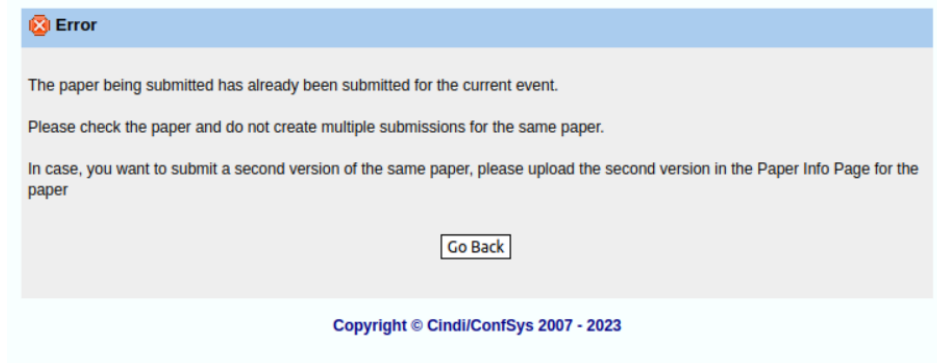 Error
The paper being submitted has already been submitted for the current event.
Please check the paper and do not create multiple submissions for the same paper.
In case, you want to submit a second version of the same paper, please upload the second version in the Paper Info Page for the
paper
Go Back
Copyright © Cindi/ConfSys 2007 - 2023